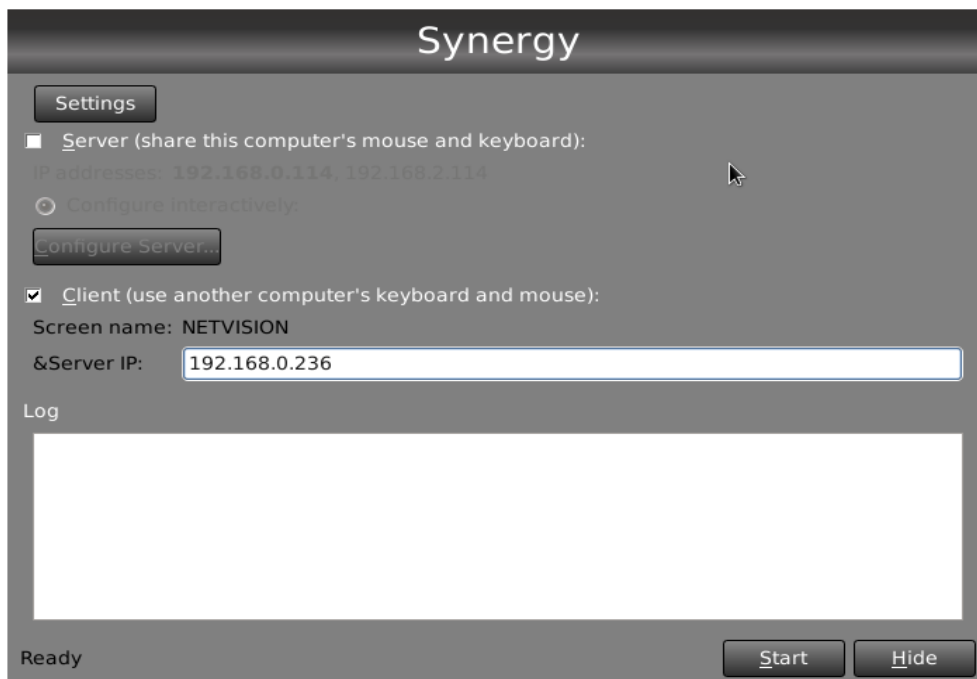 Synergy
Settings
Server (share this computer's mouse and keyboard):
IP addresses: 192.168.0.114, 192.168.2.114
Configure interactively:
Configure Server...
Client (use another computer's keyboard and mouse):
Screen name: NETVISION
&Server IP: 192.168.0.236
Log
Ready Start Hide